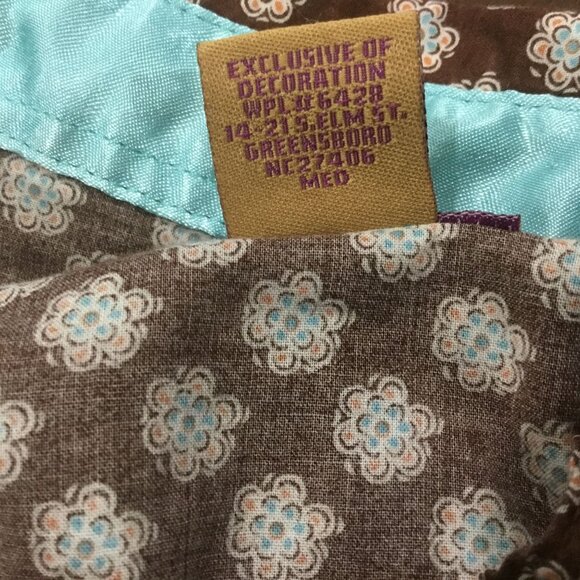 EXCLUSIVE OF
DECORATION
WPL#6428
14-21 S. ELM ST.
GREENSBORO
NC27406
MED